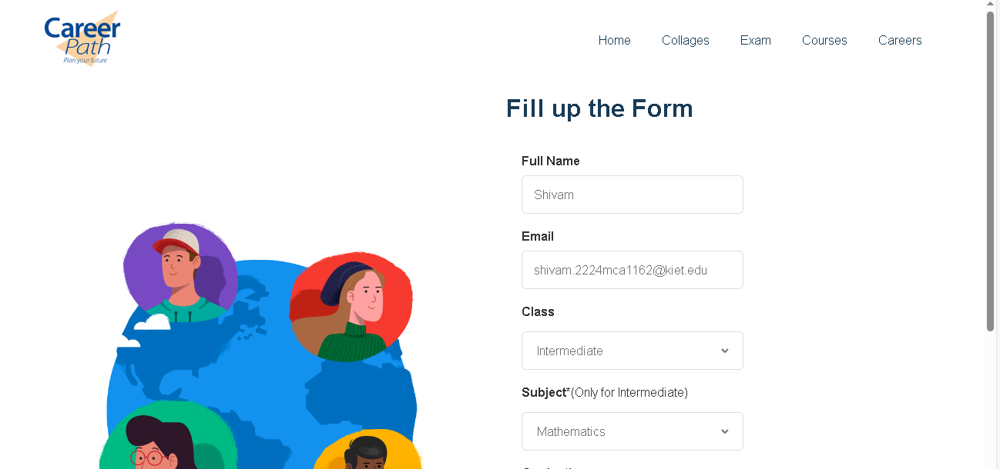 Career
Path
Plan your future
Home Collages Exam Courses Careers
Fill up the Form
Full Name
Shivam
Email
shivam.2224mca1162@kiet.edu
Class
Intermediate
Subject*(Only for Intermediate)
Mathematics